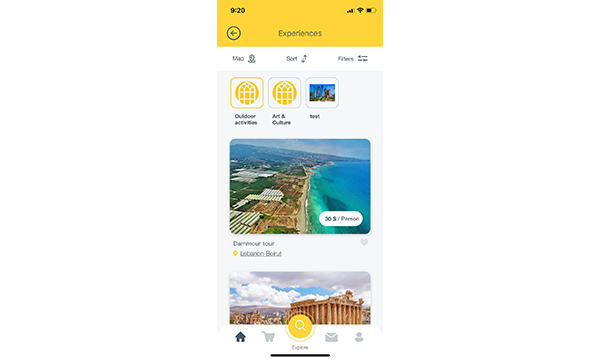 9:20
Experiences
Map
Sort
Filters
Outdoor
activities
Art &
Culture
test
30 $ / Person
Dammour tour
Lebanon-Beirut
Explore